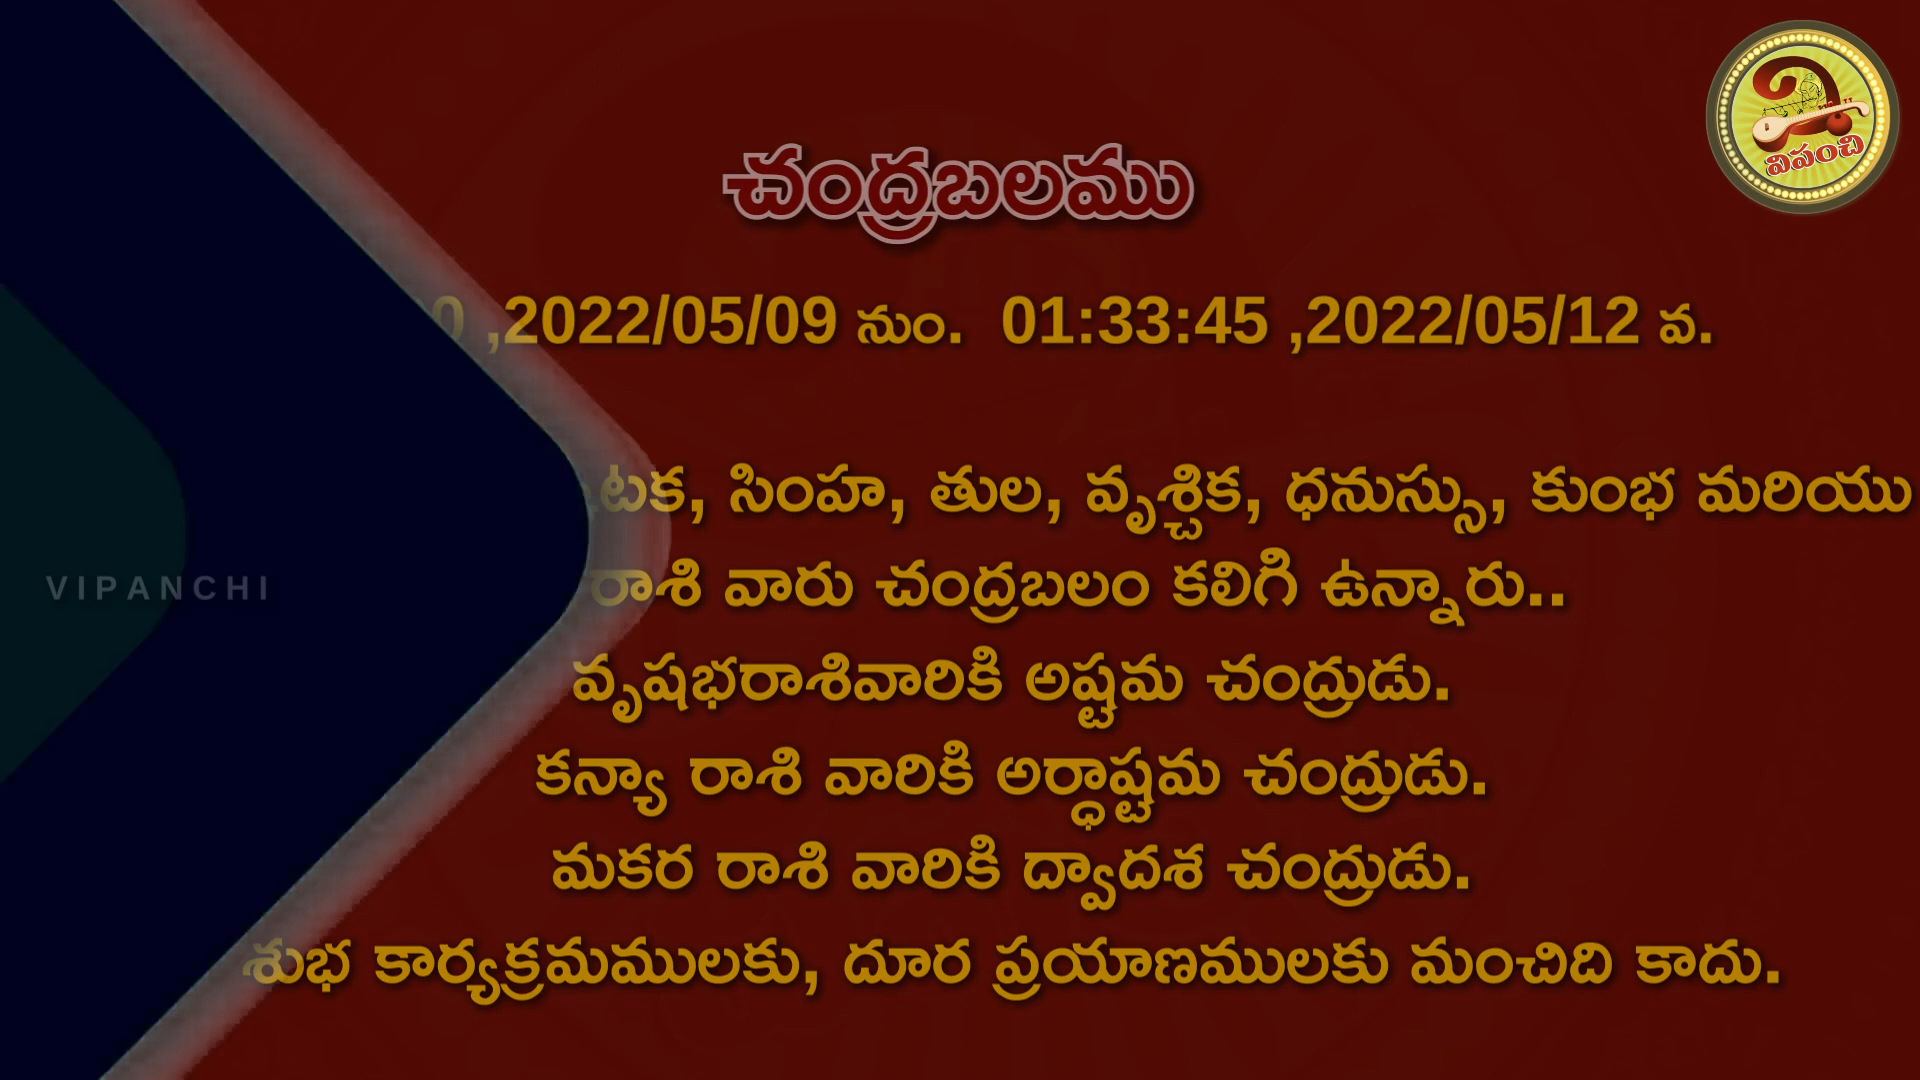 విపంచి
చంద్రబలము
,2022/05/09 నుం. 01:33:45 ,2022/05/12 వ.
సింహ, తుల, వృశ్చిక, ధనుస్సు, కుంభ మరియు
రాశి వారు చంద్రబలం కలిగి ఉన్నారు..
VIPANCHI
వృషభరాశివారికి అష్టమ చంద్రుడు.
కన్యా రాశి వారికి అర్ధాష్టమ చంద్రుడు.
మకర రాశి వారికి ద్వాదశ చంద్రుడు.
శుభ కార్యక్రమములకు, దూర ప్రయాణములకు మంచిది కాదు.